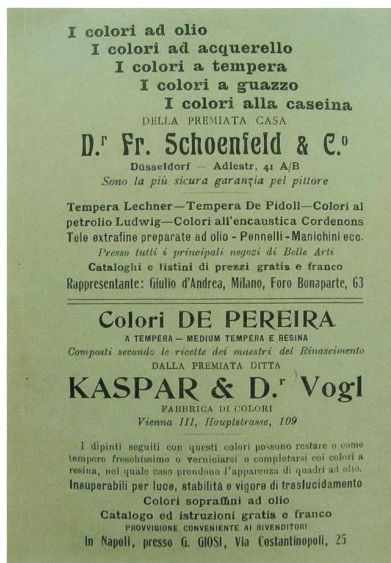 I colori ad olio
I colori ad acquerello
I colori a tempera
I colori a guazzo
I colori alla caseina
DELLA PREMIATA CASA
D.r Fr. Schoenfeld & C.o
Düsseldorf — Adlestr, 41 A/B
Sono la più sicura garanzia pel pittore
Tempera Lechner—Tempera De Pidoll—Colori al
petrolio Ludwig—Colori all'encaustica Cordenons
Tele extrafine preparate ad olio - Pennelli - Manichini ecc.
Presso tutti i principali negozi di Belle Arti
Cataloghi e listini di prezzi gratis e franco
Rappresentante: Giulio d'Andrea, Milano, Foro Bonaparte, 63
Colori DE PEREIRA
A TEMPERA — MEDIUM TEMPERA E RESINA
Composti secondo le ricette dei maestri del Rinascimento
DALLA PREMIATA DITTA
KASPAR & D.r Vogl
FABBRICA DI COLORI
Vienna III, Hauptstrasse, 109
I dipinti seguiti con questi colori possono restare o come
tempere freschissime o verniciarsi o completarsi coi colori a
resina, nel quale caso prendono l'apparenza di quadri ad olio.
Insuperabili per luce, stabilità e vigore di traslucidamento
Colori sopraffini ad olio
Catalogo ed istruzioni gratis e franco
PROVVIGIONE CONVENIENTE AI RIVENDITORI
In Napoli, presso G. GIOSI, Via Costantinopoli, 25